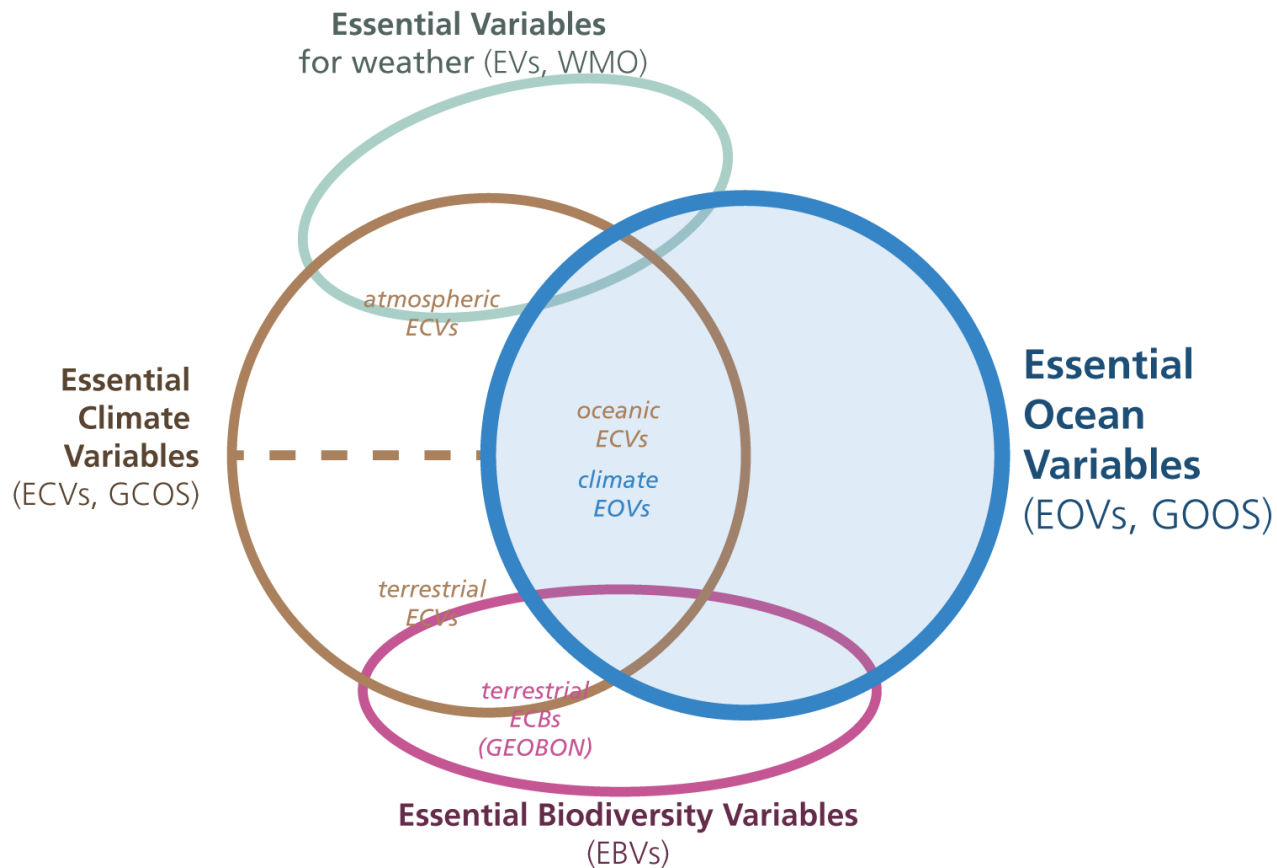 Essential Variables
for weather (EVs, WMO)
atmospheric
ECVs
Essential
Climate
Variables
(ECVs, GCOS)
oceanic
ECVs
climate
EOVs
Essential
Ocean
Variables
(EOVs, GOOS)
terrestrial
ECVs
terrestrial
ECBs
(GEOBON)
Essential Biodiversity Variables
(EBVs)